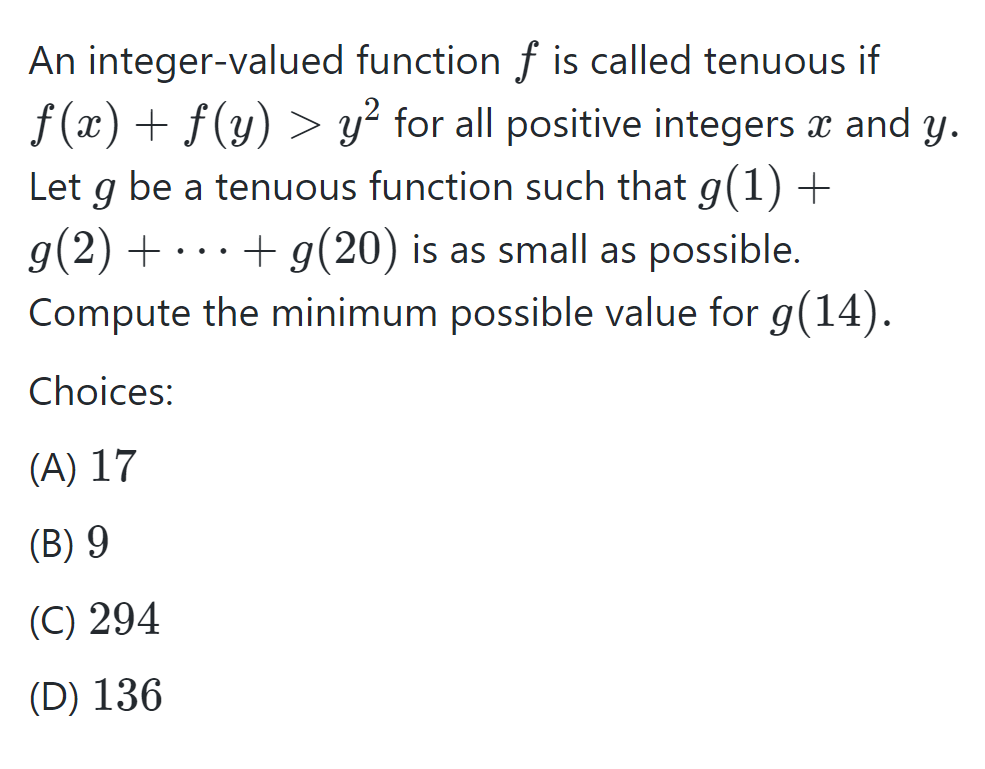 An integer-valued function f is called tenuous if
f(x) + f(y) > y² for all positive integers x and y.
Let g be a tenuous function such that g(1) +
g(2) + ⋯ + g(20) is as small as possible.
Compute the minimum possible value for g(14).
Choices:
(A) 17
(B) 9
(C) 294
(D) 136